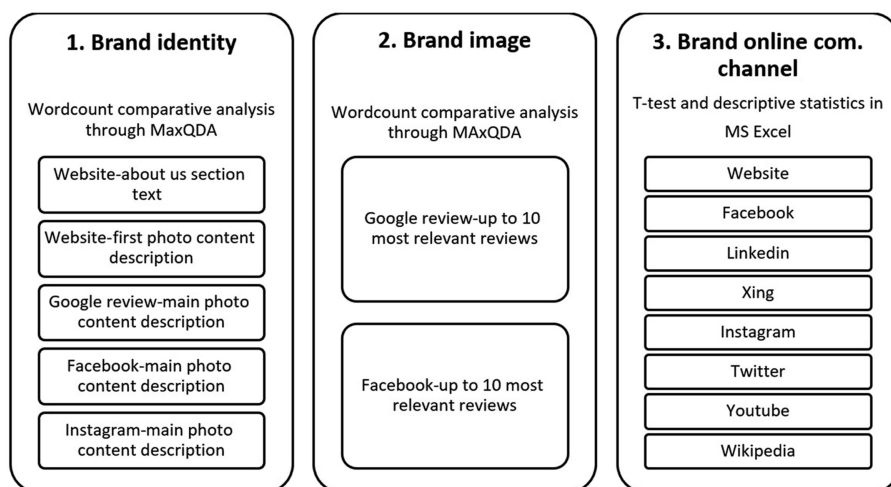 1. Brand identity
Wordcount comparative analysis
through MaxQDA
Website-about us section
text
Website-first photo content
description
Google review-main photo
content description
Facebook-main photo
content description
Instagram-main photo
content description
2. Brand image
Wordcount comparative analysis
through MAxQDA
Google review-up to 10
most relevant reviews
Facebook-up to 10 most
relevant reviews
3. Brand online com.
channel
T-test and descriptive statistics in
MS Excel
Website
Facebook
Linkedin
Xing
Instagram
Twitter
Youtube
Wikipedia